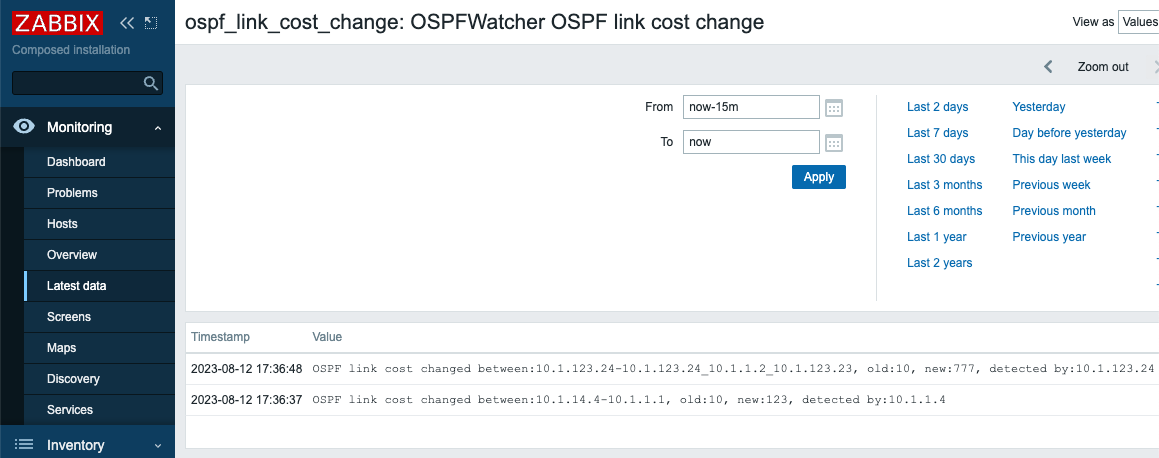 ZABBIX
Composed installation
Monitoring
Dashboard
Problems
Hosts
Overview
Latest data
Screens
Maps
Discovery
Services
Inventory
ospf_link_cost_change: OSPFWatcher OSPF link cost change
View as Values
Zoom out
From now-15m
To now
Apply
Last 2 days Yesterday
Last 7 days Day before yesterday
Last 30 days This day last week
Last 3 months Previous week
Last 6 months Previous month
Last 1 year Previous year
Last 2 years
Timestamp Value
2023-08-12 17:36:48 OSPF link cost changed between:10.1.123.24-10.1.123.24_10.1.1.2_10.1.123.23, old:10, new:777, detected by:10.1.123.24
2023-08-12 17:36:37 OSPF link cost changed between:10.1.14.4-10.1.1.1, old:10, new:123, detected by:10.1.1.4